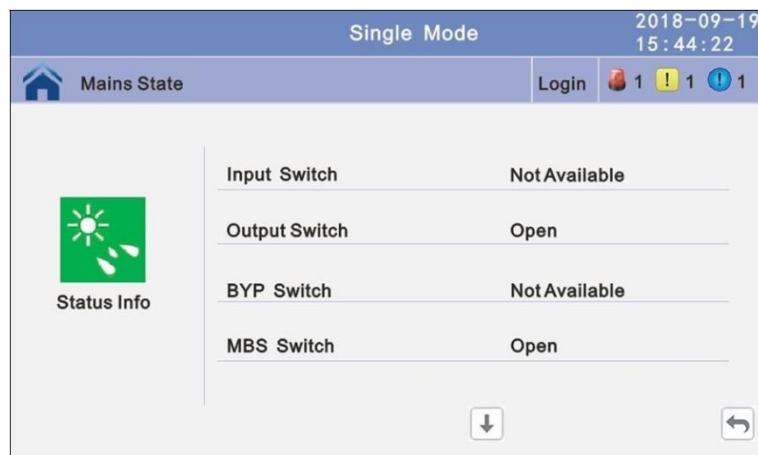 Single Mode
2018-09-19
15:44:22
Mains State
Login
1
! 1
! 1
Input Switch Not Available
Output Switch Open
BYP Switch Not Available
MBS Switch Open
Status Info